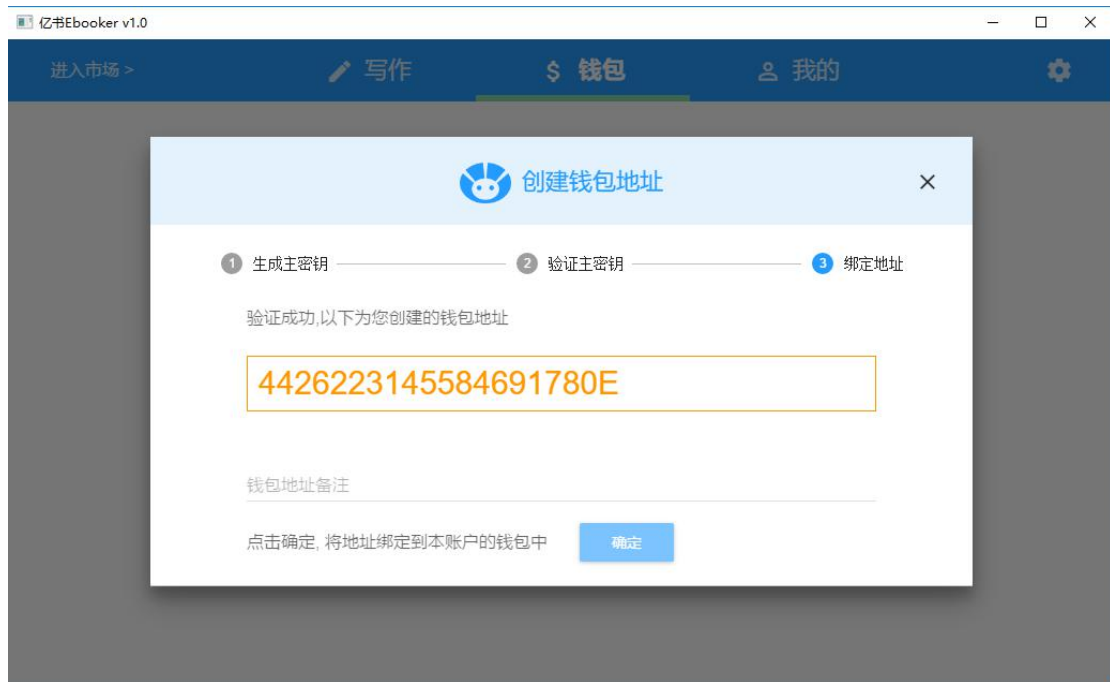 亿书Ebooker v1.0
进入市场 > 写作 $ 钱包 我的
创建钱包地址
1 生成主密钥 2 验证主密钥 3 绑定地址
验证成功,以下为您创建的钱包地址
4426223145584691780E
钱包地址备注
点击确定, 将地址绑定到本账户的钱包中 确定